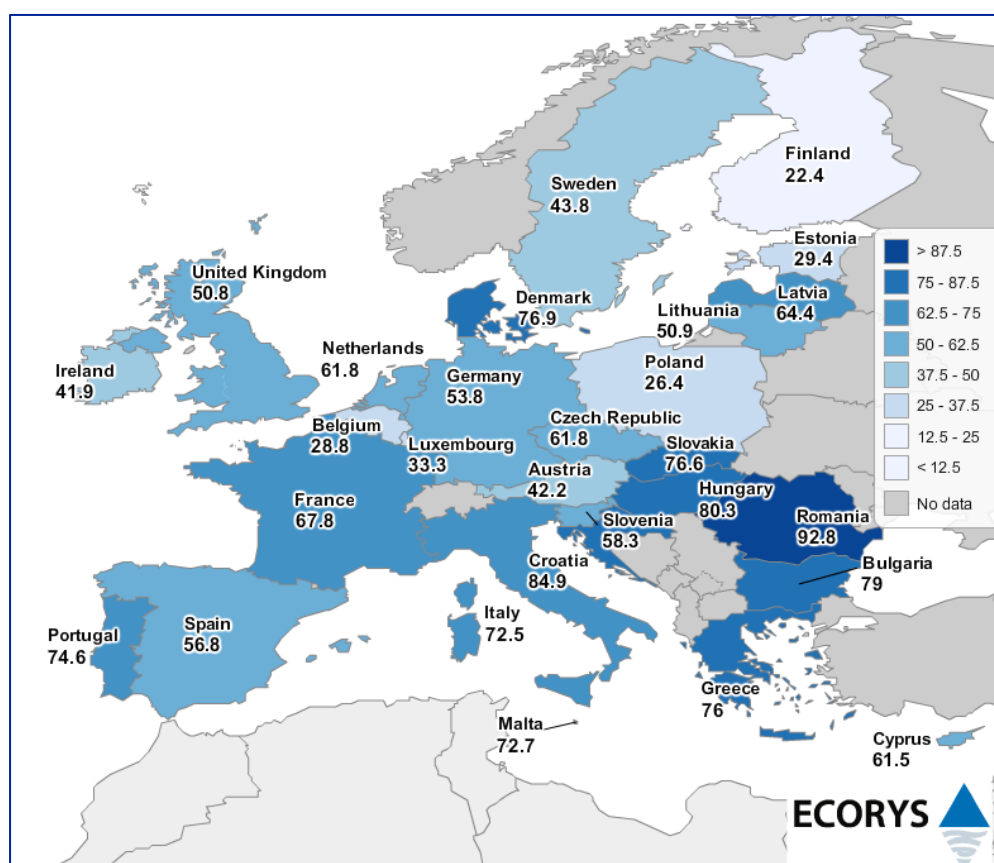 Finland
22.4
Sweden
43.8
Estonia
29.4
> 87.5
75 - 87.5
62.5 - 75
50 - 62.5
37.5 - 50
25 - 37.5
12.5 - 25
< 12.5
No data
United Kingdom
50.8
Denmark
76.9
Lithuania
50.9
Latvia
64.4
Ireland
41.9
Netherlands
61.8
Germany
53.8
Poland
26.4
Belgium
28.8
Luxembourg
33.3
Czech Republic
61.8
Slovakia
76.6
Austria
42.2
Hungary
80.3
France
67.8
Slovenia
58.3
Romania
92.8
Croatia
84.9
Bulgaria
79
Portugal
74.6
Spain
56.8
Italy
72.5
Greece
76
Malta
72.7
Cyprus
61.5
ECORYS